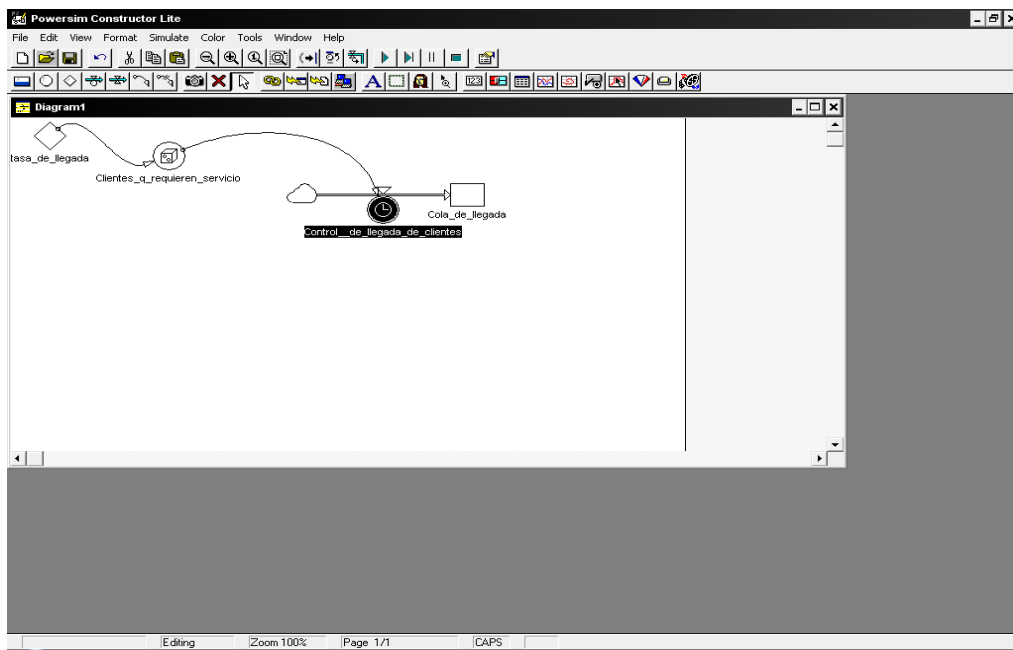 Powersim Constructor Lite
File Edit View Format Simulate Color Tools Window Help
A 123
Diagram1
tasa_de_llegada
Clientes_q_requieren_servicio
Cola_de_llegada
Control__de_llegada_de_clientes
Editing Zoom 100% Page 1/1 CAPS